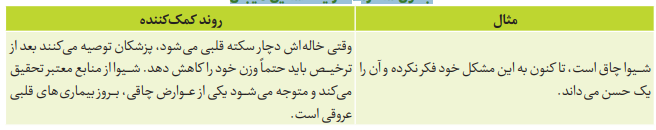 مثال
روند کمک‌کننده
شیوا چاق است، تا کنون به این مشکل خود فکر نکرده و آن را
یک حسن می‌داند.
وقتی خاله‌اش دچار سکته قلبی می‌شود، پزشکان توصیه می‌کنند بعد از
ترخیص باید حتماً وزن خود را کاهش دهد. شیوا از منابع معتبر تحقیق
می‌کند و متوجه می‌شود یکی از عوارض چاقی، بروز بیماری‌های قلبی
عروقی است.